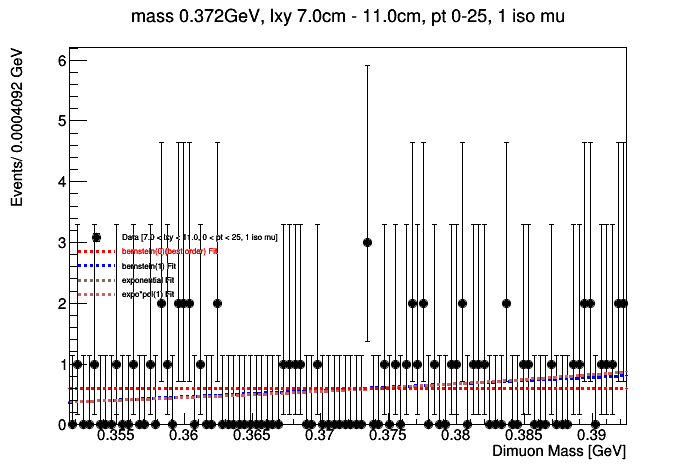 mass 0.372GeV, lxy 7.0cm - 11.0cm, pt 0-25, 1 iso mu
Events/ 0.0004092 GeV
6
5
4
3
2
1
0
Data [7.0 < lxy < 11.0, 0 < pt < 25, 1 iso mu]
bernstein(0)(best order) Fit
bernstein(1) Fit
exponential Fit
expo*pol(1) Fit
0.355 0.36 0.365 0.37 0.375 0.38 0.385 0.39
Dimuon Mass [GeV]